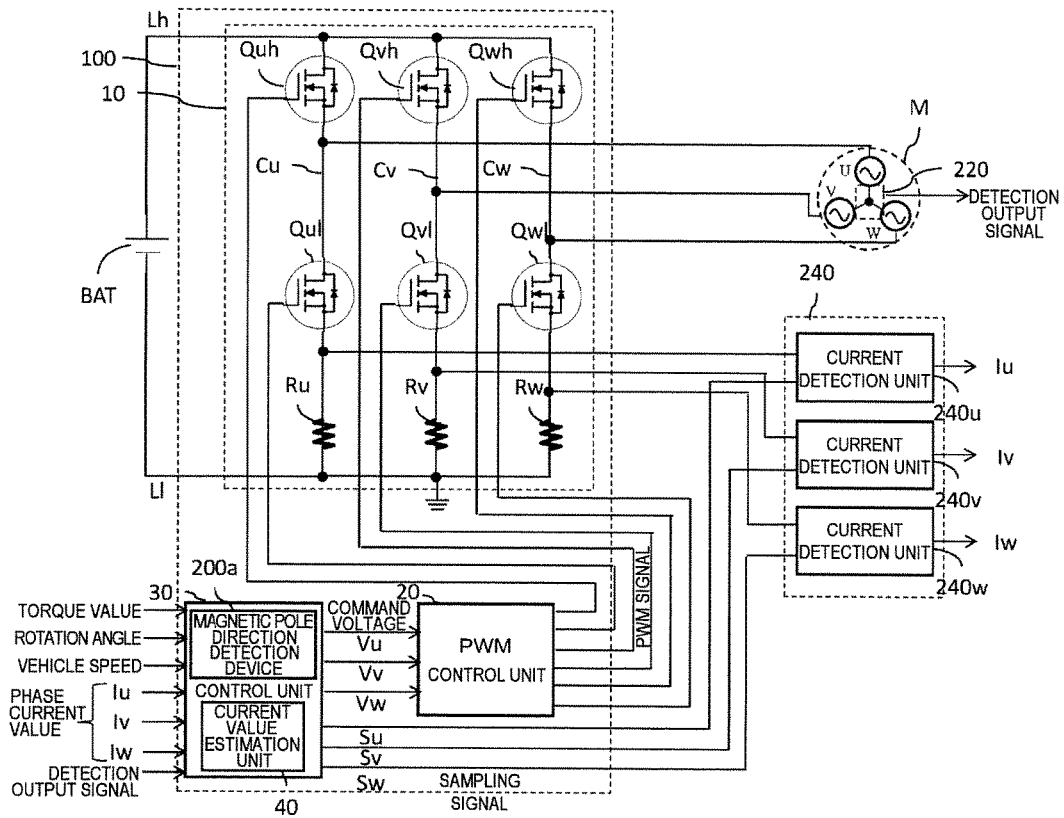 Lh
100
10
Quh
Qvh
Qwh
Cu
Cv
Cw
Qul
Qvl
Qwl
BAT
Ru
Rv
Rw
Ll
M
U
V
W
220
DETECTION
OUTPUT
SIGNAL
240
CURRENT
DETECTION UNIT
Iu
240u
CURRENT
DETECTION UNIT
Iv
240v
CURRENT
DETECTION UNIT
Iw
240w
200a
30
TORQUE VALUE
ROTATION ANGLE
VEHICLE SPEED
PHASE
CURRENT
VALUE
Iu
Iv
Iw
DETECTION
OUTPUT SIGNAL
MAGNETIC POLE
DIRECTION
DETECTION
DEVICE
CONTROL UNIT
CURRENT
VALUE
ESTIMATION
UNIT
40
COMMAND
VOLTAGE
Vu
Vv
Vw
20
PWM
CONTROL UNIT
PWM SIGNAL
Su
Sv
Sw
SAMPLING
SIGNAL